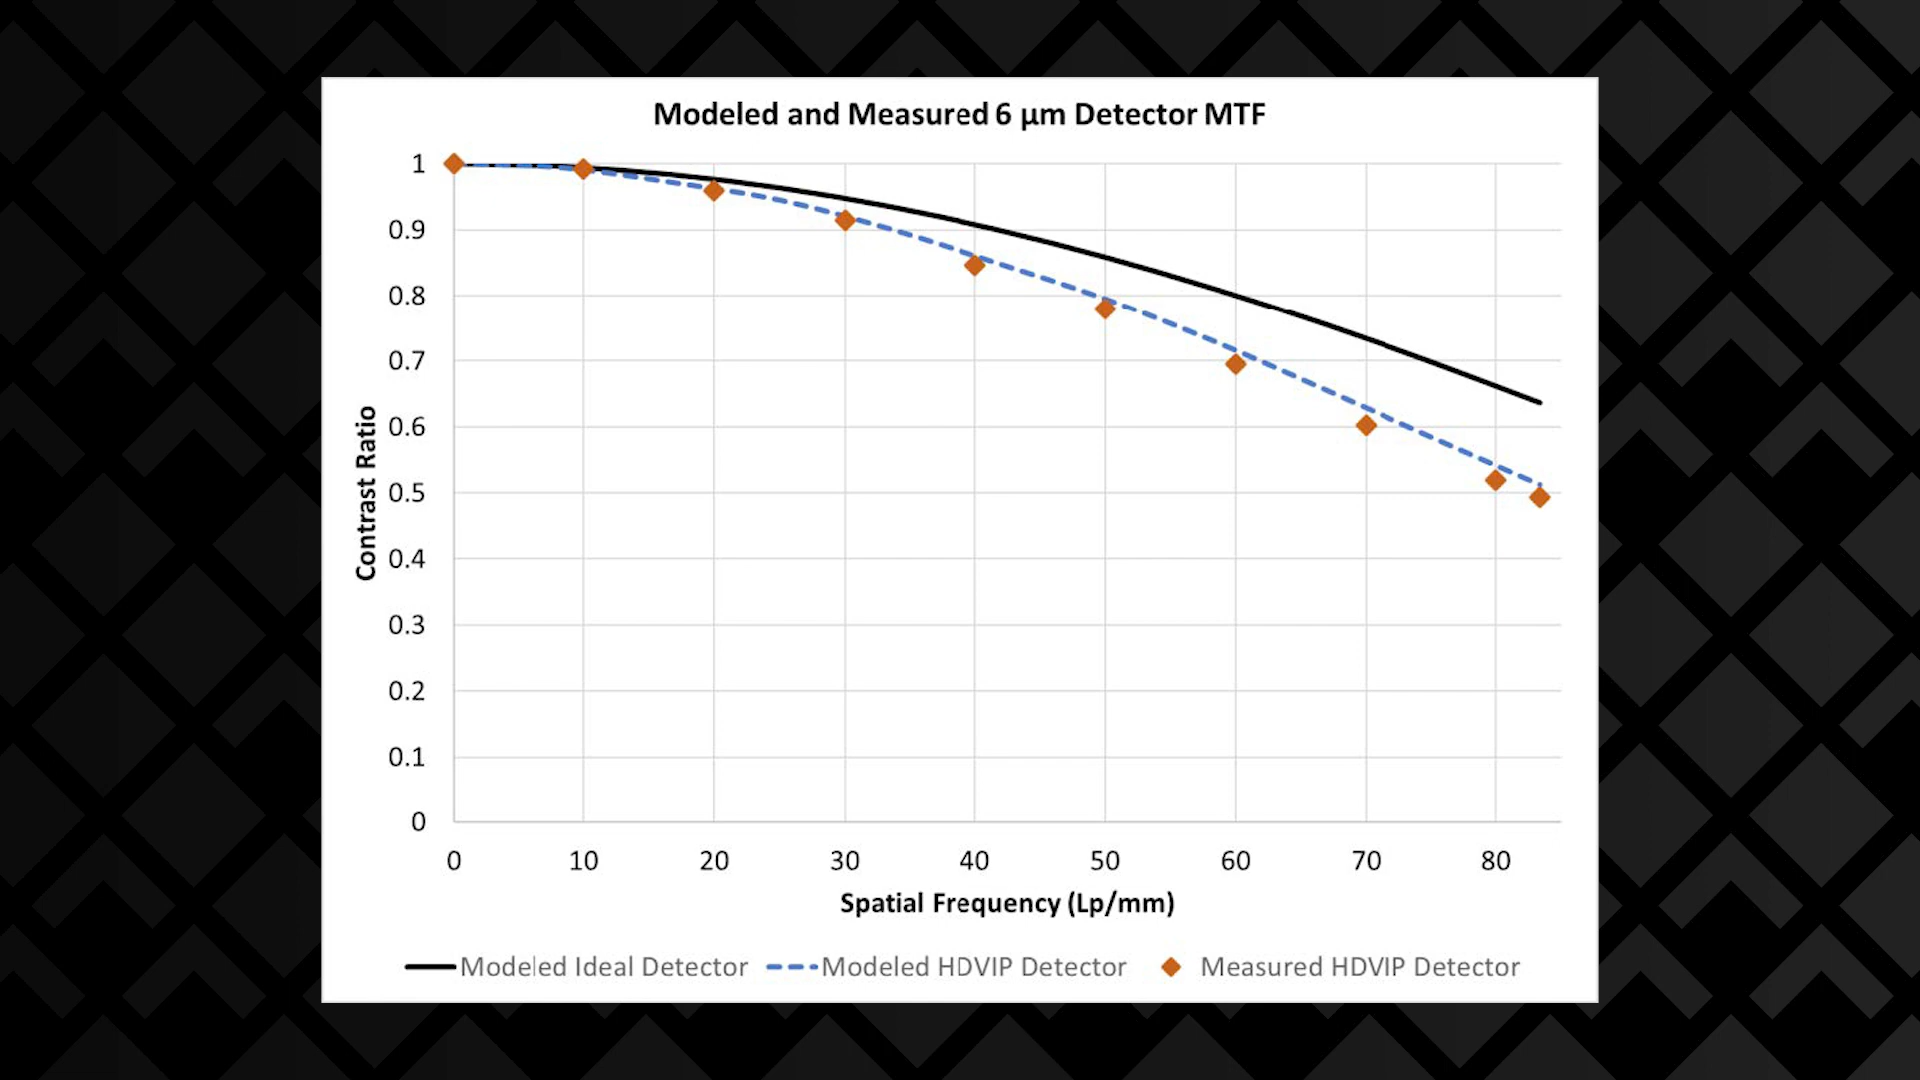 Modeled and Measured 6 µm Detector MTF
1
0.9
0.8
0.7
0.6
0.5
0.4
0.3
0.2
0.1
0
Contrast Ratio
0 10 20 30 40 50 60 70 80
Spatial Frequency (Lp/mm)
Modeled Ideal Detector Modeled HDVIP Detector Measured HDVIP Detector